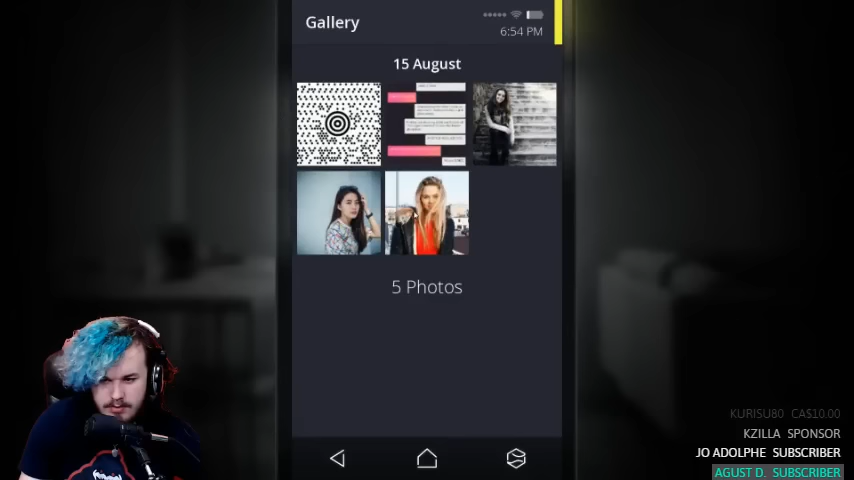 Gallery
6:54 PM
15 August
5 Photos
KURISU80 CA$10.00
KZILLA SPONSOR
JO ADOLPHE SUBSCRIBER
AGUST D. SUBSCRIBER